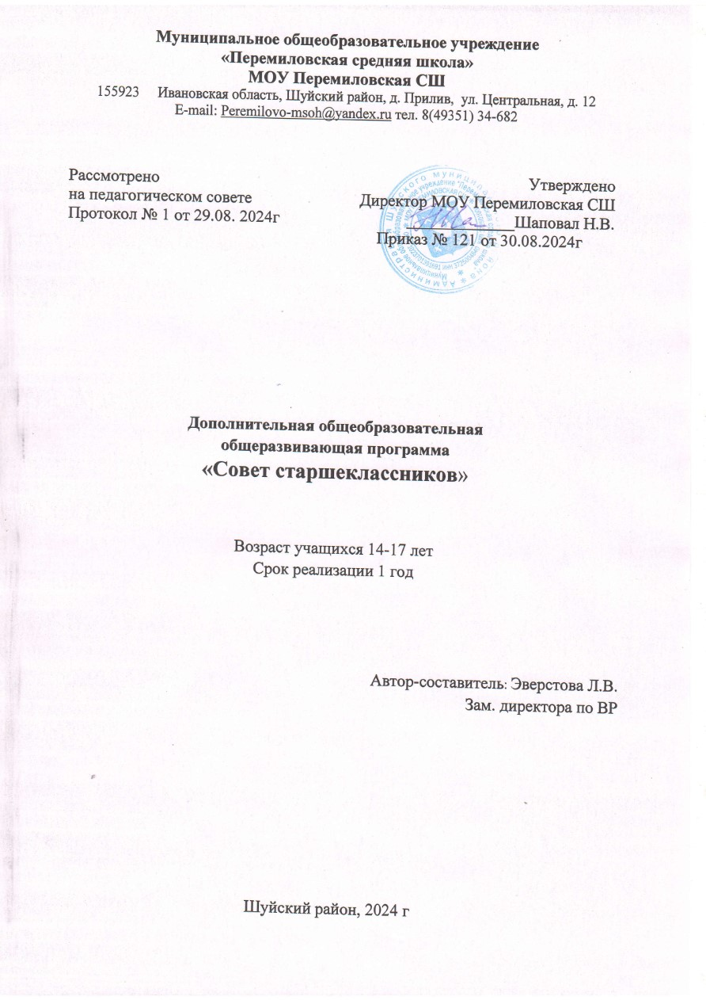 Муниципальное общеобразовательное учреждение
«Перемиловская средняя школа»
МОУ Перемиловская СШ
155923 Ивановская область, Шуйский район, д. Прилив, ул. Центральная, д. 12
E-mail: Peremilovo-msoh@yandex.ru тел. 8(49351) 34-682
Рассмотрено
на педагогическом совете
Протокол № 1 от 29.08. 2024г
Утверждено
Директор МОУ Перемиловская СШ
_____________Шаповал Н.В.
Приказ № 121 от 30.08.2024г
Дополнительная общеобразовательная
общеразвивающая программа
«Совет старшеклассников»
Возраст учащихся 14-17 лет
Срок реализации 1 год
Автор-составитель: Эверстова Л.В.
Зам. директора по ВР
Шуйский район, 2024 г